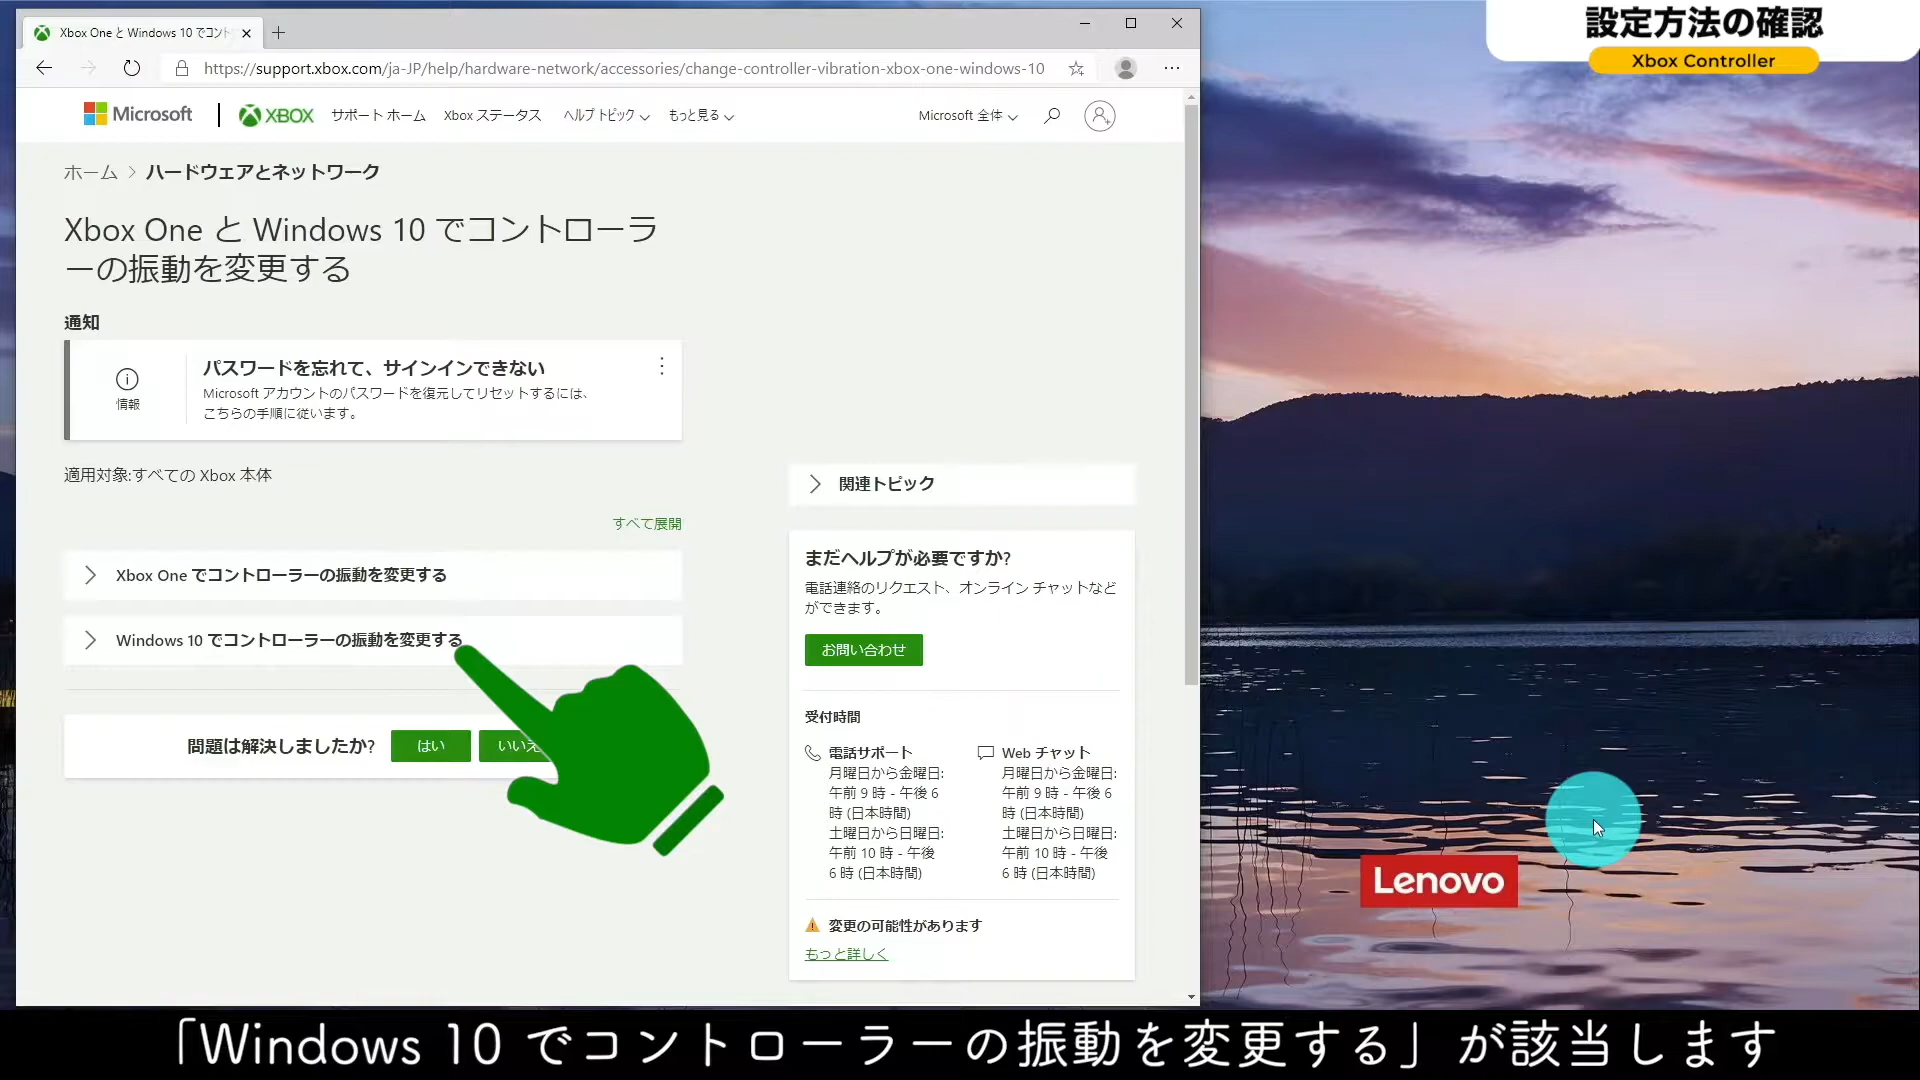 Xbox One と Windows 10 でコント
https://support.xbox.com/ja-JP/help/hardware-network/accessories/change-controller-vibration-xbox-one-windows-10
設定方法の確認
Xbox Controller
Microsoft
XBOX
サポート ホーム
Xbox ステータス
ヘルプ トピック
もっと見る
Microsoft 全体
ホーム > ハードウェアとネットワーク
Xbox One と Windows 10 でコントローラ
ーの振動を変更する
通知
情報
パスワードを忘れて、サインインできない
Microsoft アカウントのパスワードを復元してリセットするには、
こちらの手順に従います。
適用対象:すべての Xbox 本体
すべて展開
Xbox One でコントローラーの振動を変更する
Windows 10 でコントローラーの振動を変更する
問題は解決しましたか?
はい
いいえ
関連トピック
まだヘルプが必要ですか?
電話連絡のリクエスト、オンライン チャットなど
ができます。
お問い合わせ
受付時間
電話サポート
月曜日から金曜日:
午前 9 時 - 午後 6
時 (日本時間)
土曜日から日曜日:
午前 10 時 - 午後
6 時 (日本時間)
Web チャット
月曜日から金曜日:
午前 9 時 - 午後 6
時 (日本時間)
土曜日から日曜日:
午前 10 時 - 午後
6 時 (日本時間)
変更の可能性があります
もっと詳しく
Lenovo
「Windows 10 でコントローラーの振動を変更する」が該当します